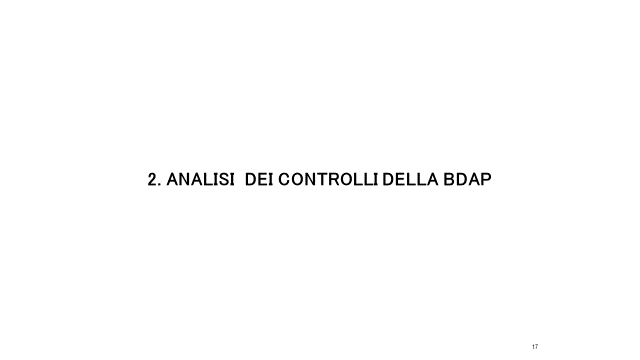 2. ANALISI DEI CONTROLLI DELLA BDAP
17